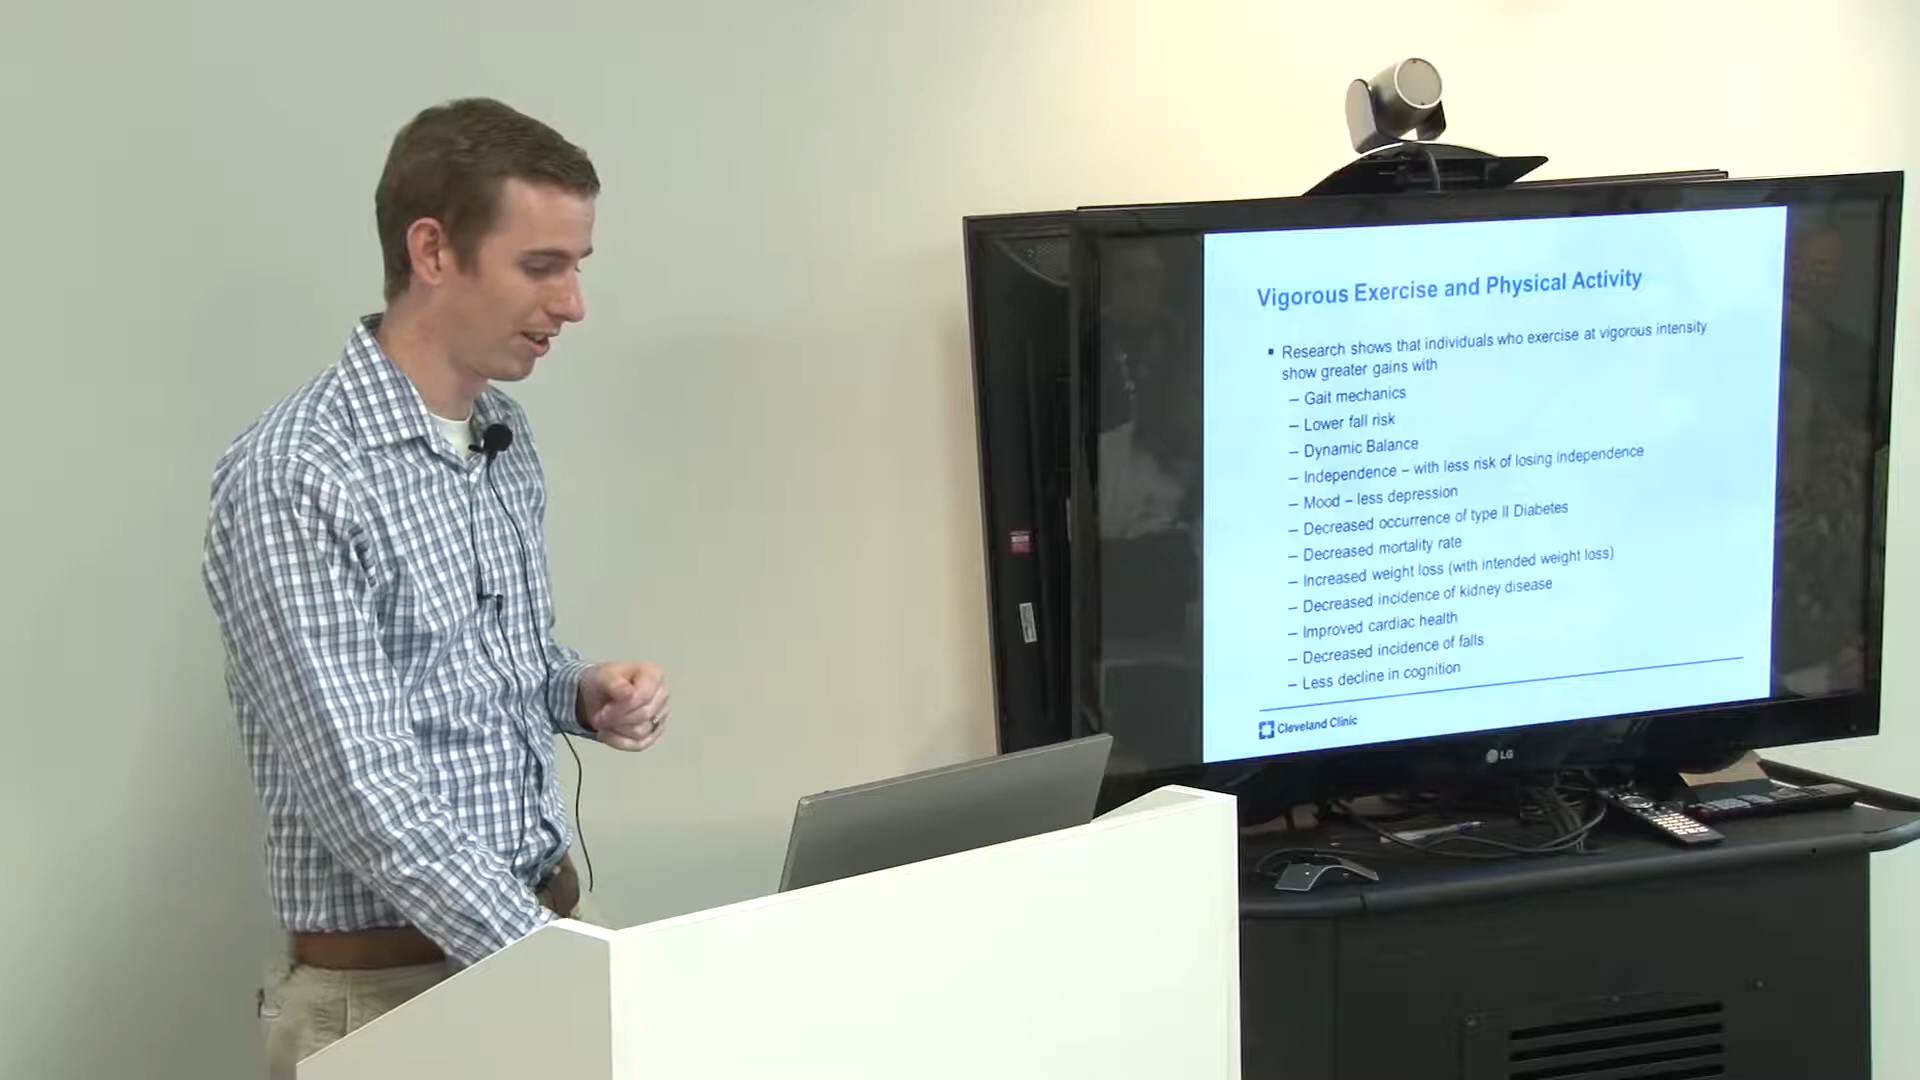 Vigorous Exercise and Physical Activity
▪ Research shows that individuals who exercise at vigorous intensity
show greater gains with
– Gait mechanics
– Lower fall risk
– Dynamic Balance
– Independence – with less risk of losing independence
– Mood – less depression
– Decreased occurrence of type II Diabetes
– Decreased mortality rate
– Increased weight loss (with intended weight loss)
– Decreased incidence of kidney disease
– Improved cardiac health
– Decreased incidence of falls
– Less decline in cognition
Cleveland Clinic
LG